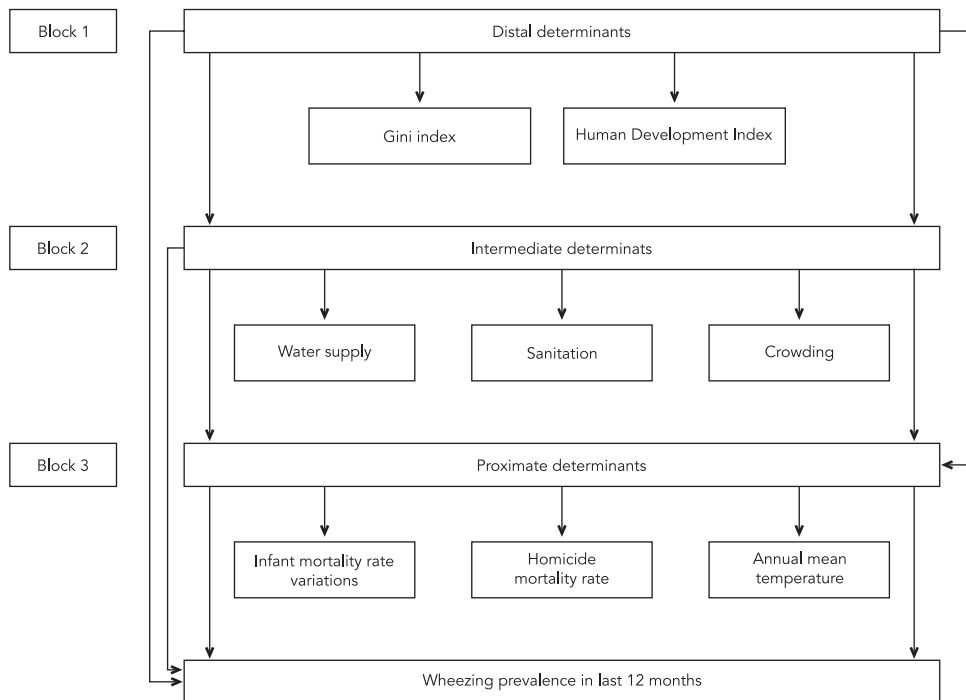 Block 1
Distal determinants
Gini index
Human Development Index
Block 2
Intermediate determinats
Water supply
Sanitation
Crowding
Block 3
Proximate determinants
Infant mortality rate
variations
Homicide
mortality rate
Annual mean
temperature
Wheezing prevalence in last 12 months